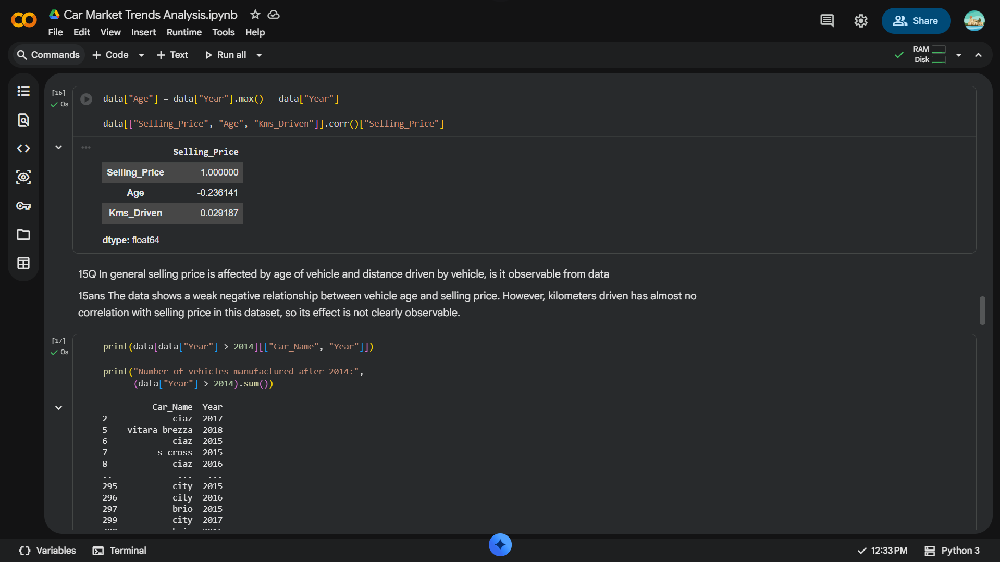 Car Market Trends Analysis.ipynb
File Edit View Insert Runtime Tools Help
Share
Commands + Code + Text Run all
RAM
Disk
[16]
0s
data["Age"] = data["Year"].max() - data["Year"]
data[["Selling_Price", "Age", "Kms_Driven"]].corr()["Selling_Price"]
Selling_Price
Selling_Price 1.000000
Age -0.236141
Kms_Driven 0.029187
dtype: float64
15Q In general selling price is affected by age of vehicle and distance driven by vehicle, is it observable from data
15ans The data shows a weak negative relationship between vehicle age and selling price. However, kilometers driven has almost no
correlation with selling price in this dataset, so its effect is not clearly observable.
[17]
0s
print(data[data["Year"] > 2014][["Car_Name", "Year"]])
print("Number of vehicles manufactured after 2014:",
(data["Year"] > 2014).sum())
Car_Name Year
2 ciaz 2017
5 vitara brezza 2018
6 ciaz 2015
7 s cross 2015
8 ciaz 2016
.. ... ...
295 city 2015
296 city 2016
297 brio 2015
299 city 2017
Variables Terminal
12:33 PM Python 3